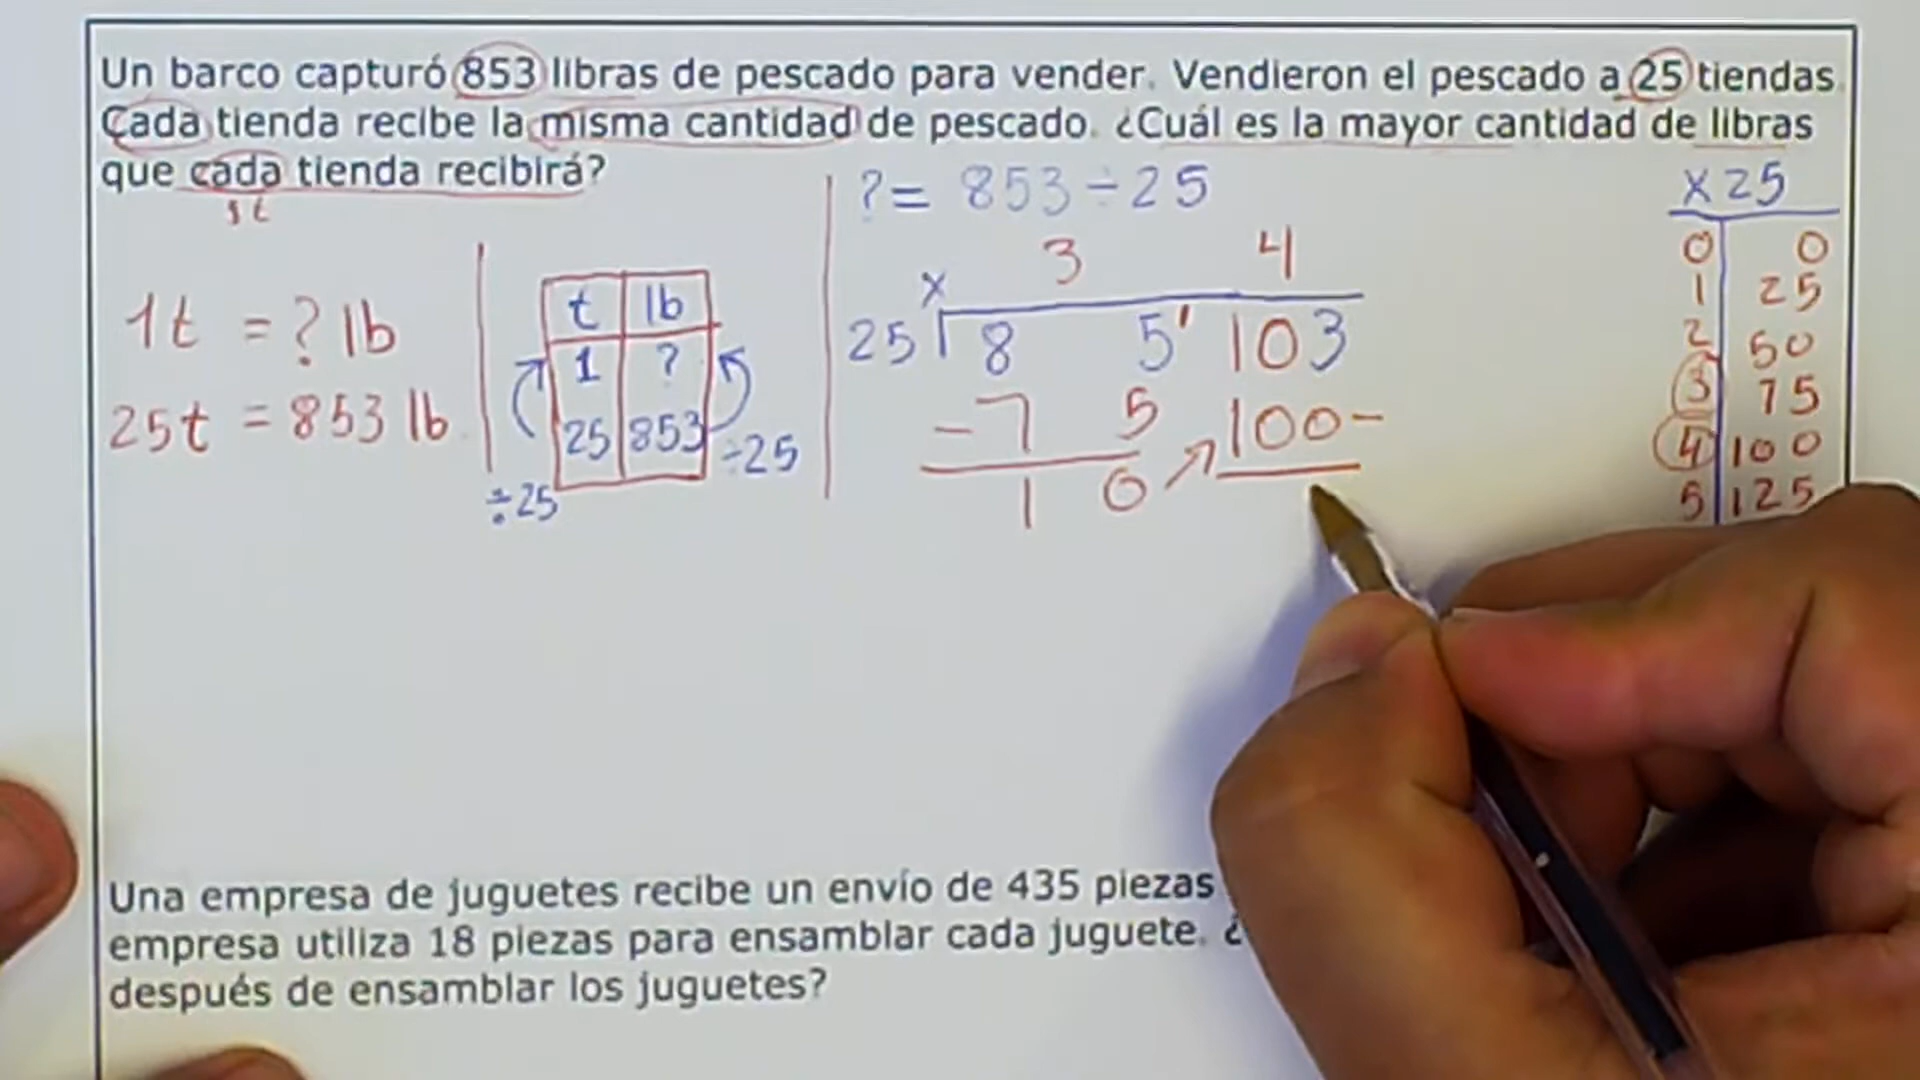 Un barco capturó 853 libras de pescado para vender. Vendieron el pescado a 25 tiendas.
Cada tienda recibe la misma cantidad de pescado. ¿Cuál es la mayor cantidad de libras
que cada tienda recibirá?
1t
1t = ? lb
25t = 853 lb
t lb
1 ?
25 853
÷25 ÷25
? = 853 ÷ 25
x 3 4
25 8 5' 103
- 7 5 100 -
1 0
x 25
0 0
1 25
2 50
3 75
4 100
5 125
Una empresa de juguetes recibe un envío de 435 piezas
empresa utiliza 18 piezas para ensamblar cada juguete. ¿
después de ensamblar los juguetes?